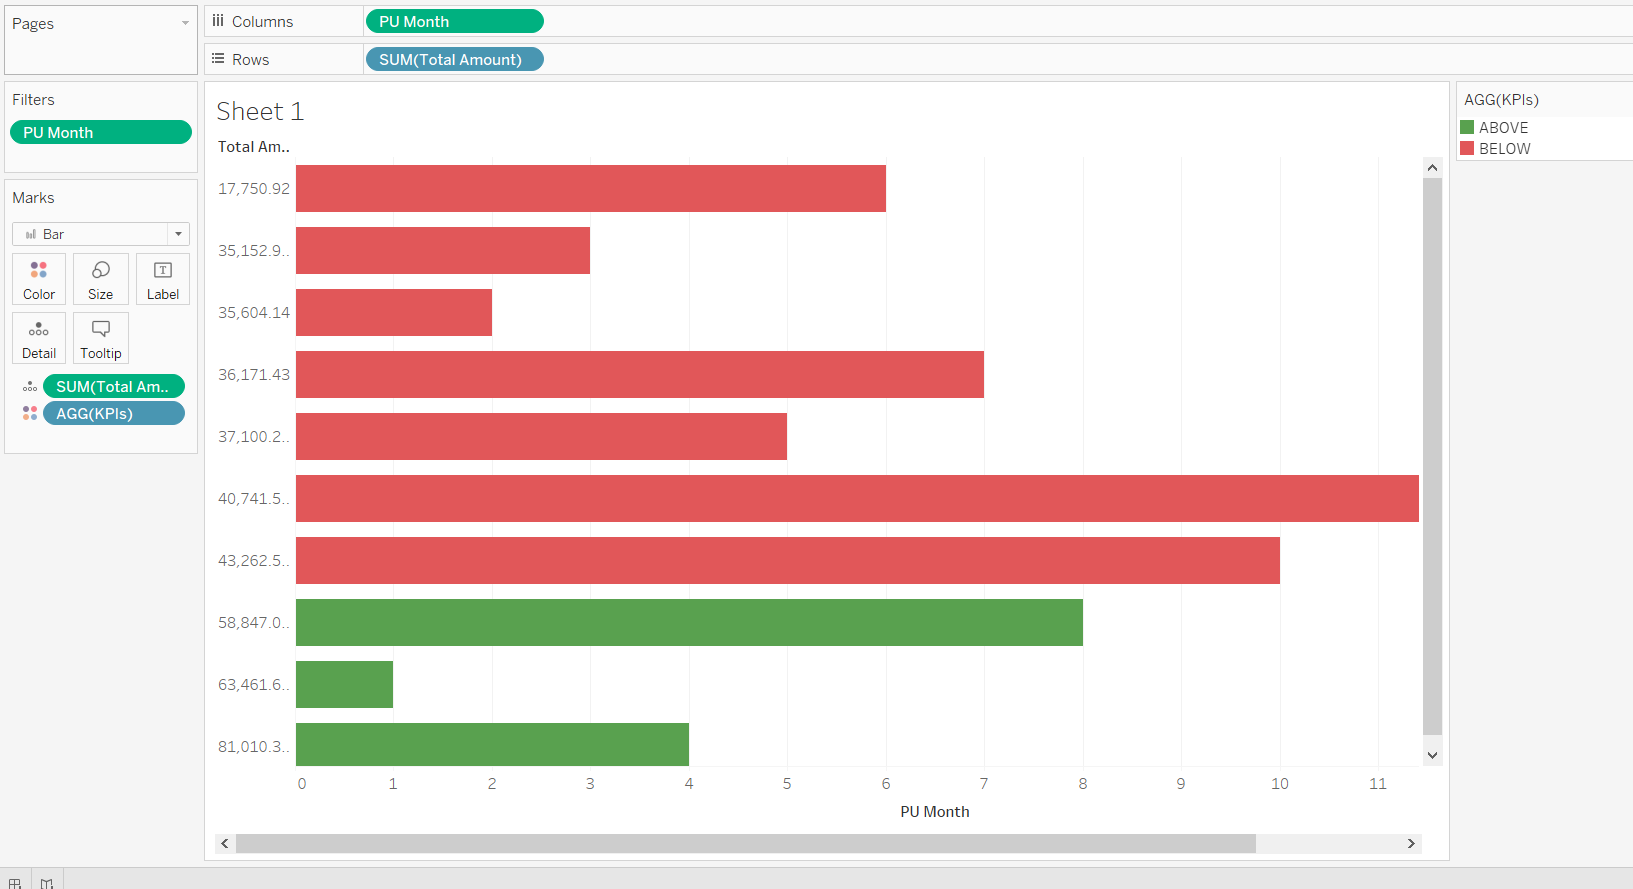 Pages
Columns
PU Month
Rows
SUM(Total Amount)
Filters
PU Month
Marks
Bar
Color
Size
Label
Detail
Tooltip
SUM(Total Am..
AGG(KPIs)
Sheet 1
Total Am..
17,750.92
35,152.9..
35,604.14
36,171.43
37,100.2..
40,741.5..
43,262.5..
58,847.0..
63,461.6..
81,010.3..
0 1 2 3 4 5 6 7 8 9 10 11
PU Month
AGG(KPIs)
ABOVE
BELOW